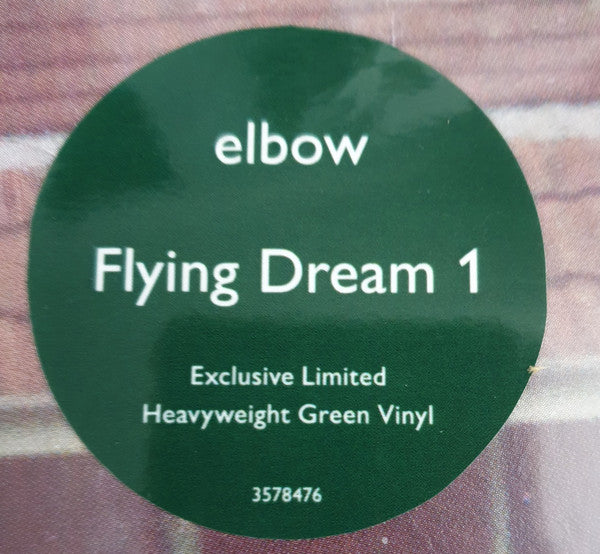 elbow
Flying Dream 1
Exclusive Limited
Heavyweight Green Vinyl
3578476